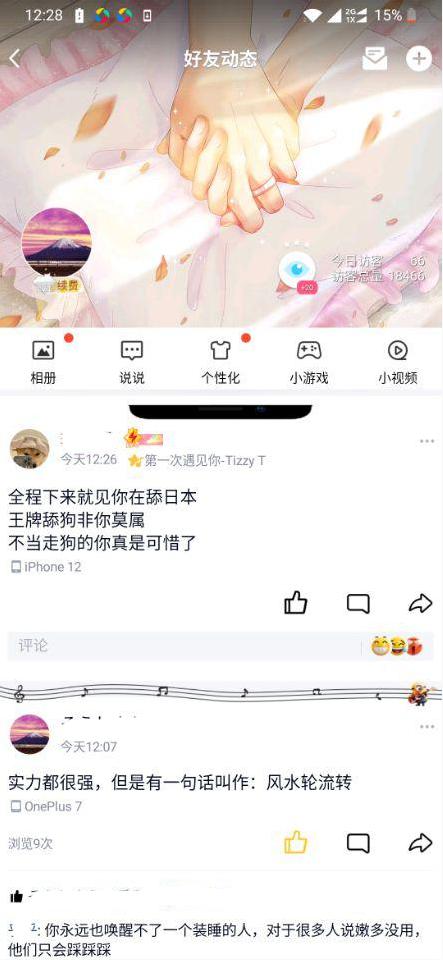 12:28
2G
1X
15%
好友动态
续费
+20
今日访客 66
访客总量 18466
相册
说说
个性化
小游戏
小视频
今天12:26 第一次遇见你-Tizzy T
全程下来就见你在舔日本
王牌舔狗非你莫属
不当走狗的你真是可惜了
iPhone 12
评论
今天12:07
实力都很强，但是有一句话叫作：风水轮流转
OnePlus 7
浏览9次
: 你永远也唤醒不了一个装睡的人，对于很多人说嫩多没用，
他们只会踩踩踩